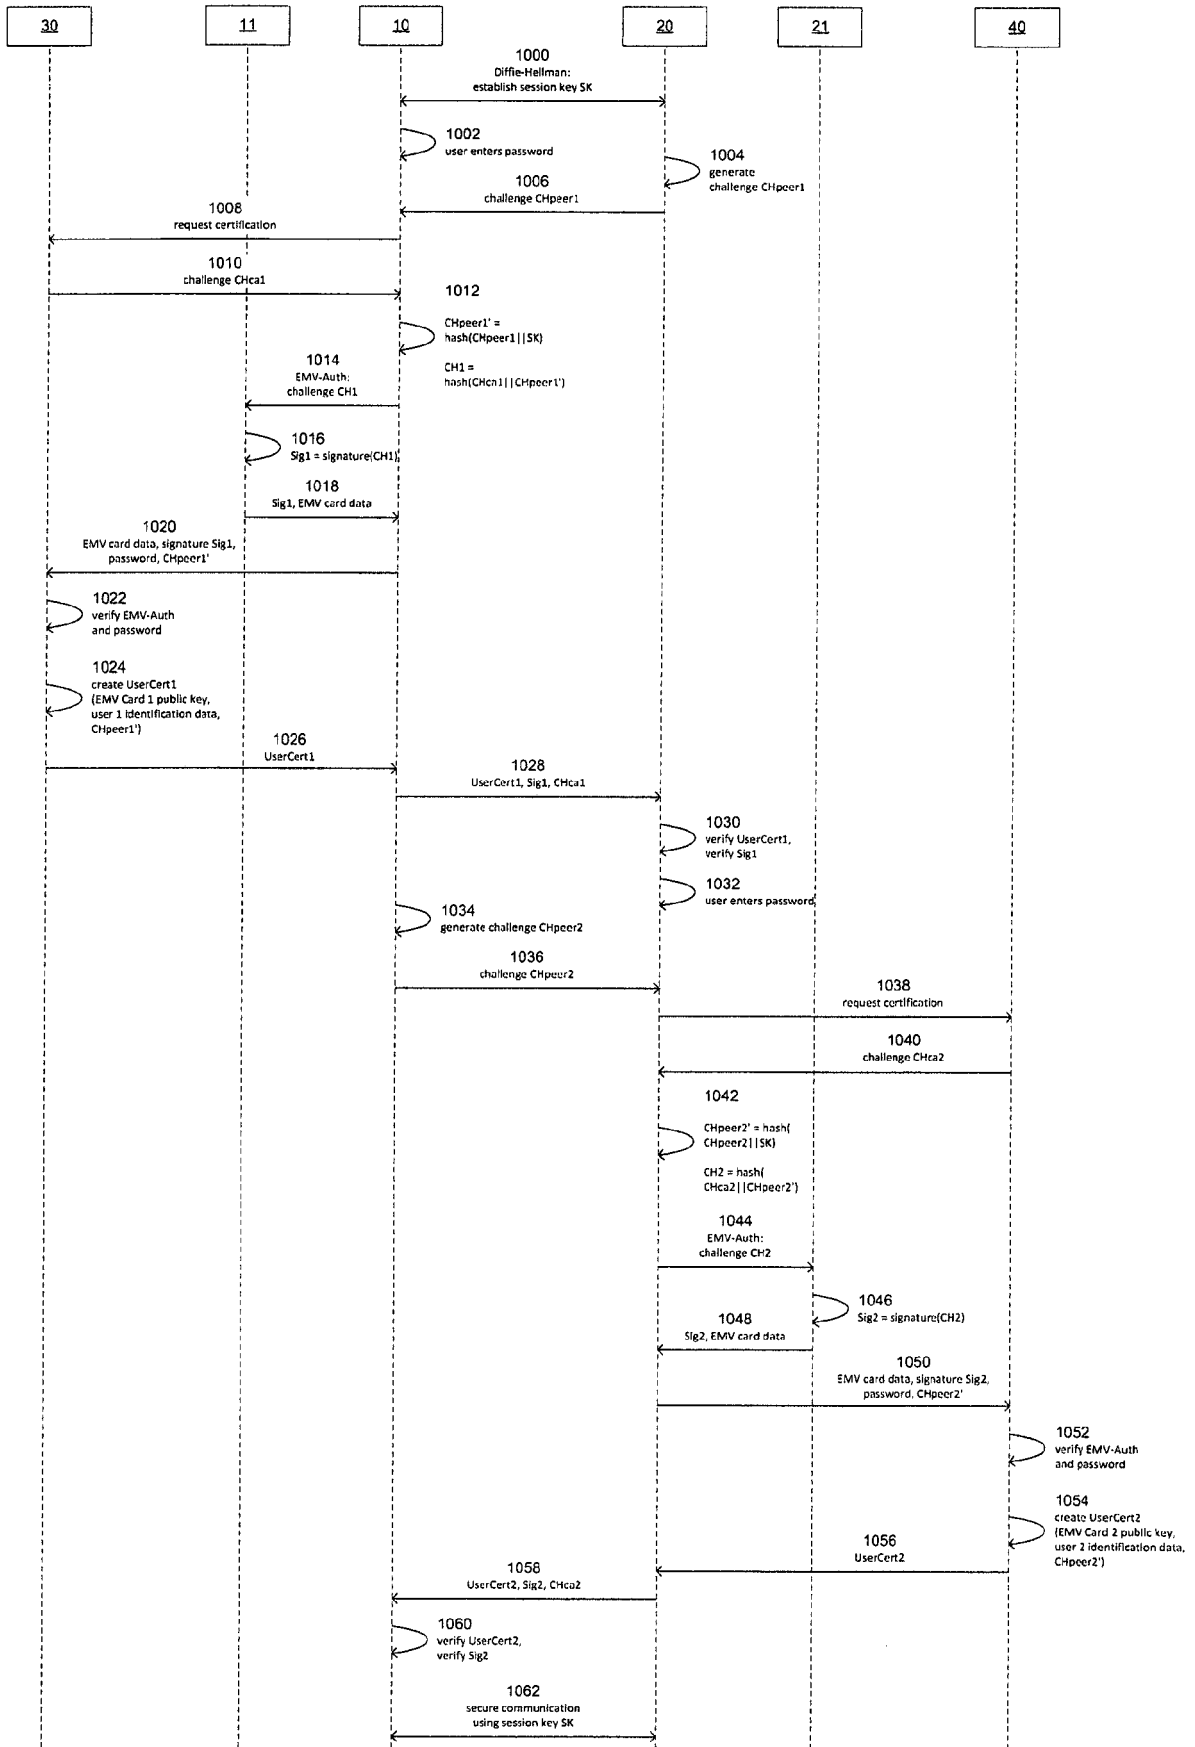 30
11
10
20
21
40
1000
Diffie-Hellman:
establish session key SK
1002
user enters password
1004
generate
challenge CHpeer1
1006
challenge CHpeer1
1008
request certification
1010
challenge CHca1
1012
CHpeer1' =
hash(CHpeer1||SK)
CH1 =
hash(CHca1||CHpeer1')
1014
EMV-Auth:
challenge CH1
1016
Sig1 = signature(CH1)
1018
Sig1, EMV card data
1020
EMV card data, signature Sig1,
password, CHpeer1'
1022
verify EMV-Auth
and password
1024
create UserCert1
(EMV Card 1 public key,
user 1 identification data,
CHpeer1')
1026
UserCert1
1028
UserCert1, Sig1, CHca1
1030
verify UserCert1,
verify Sig1
1032
user enters password
1034
generate challenge CHpeer2
1036
challenge CHpeer2
1038
request certification
1040
challenge CHca2
1042
CHpeer2' = hash(
CHpeer2||SK)
CH2 = hash(
CHca2||CHpeer2')
1044
EMV-Auth:
challenge CH2
1046
Sig2 = signature(CH2)
1048
Sig2, EMV card data
1050
EMV card data, signature Sig2,
password, CHpeer2'
1052
verify EMV-Auth
and password
1054
create UserCert2
(EMV Card 2 public key,
user 2 identification data,
CHpeer2')
1056
UserCert2
1058
UserCert2, Sig2, CHca2
1060
verify UserCert2,
verify Sig2
1062
secure communication
using session key SK